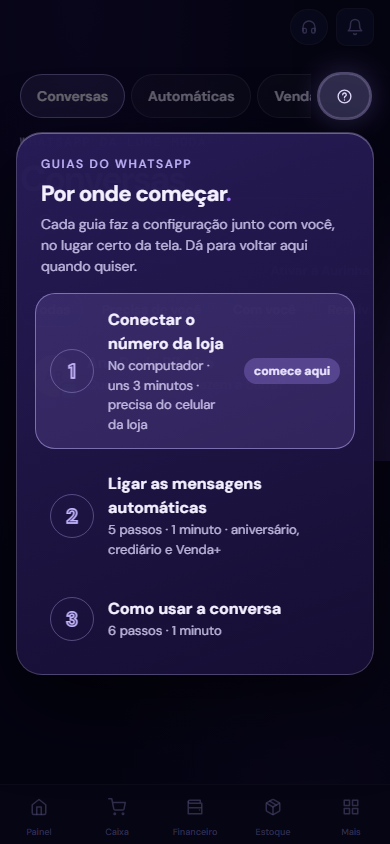 Conversas
Automáticas
Vend
GUIAS DO WHATSAPP
Por onde começar.
Cada guia faz a configuração junto com você,
no lugar certo da tela. Dá para voltar aqui
quando quiser.
1
Conectar o
número da loja
No computador ·
uns 3 minutos ·
precisa do celular
da loja
comece aqui
2
Ligar as mensagens
automáticas
5 passos · 1 minuto · aniversário,
crediário e Venda+
3
Como usar a conversa
6 passos · 1 minuto
Painel
Caixa
Financeiro
Estoque
Mais